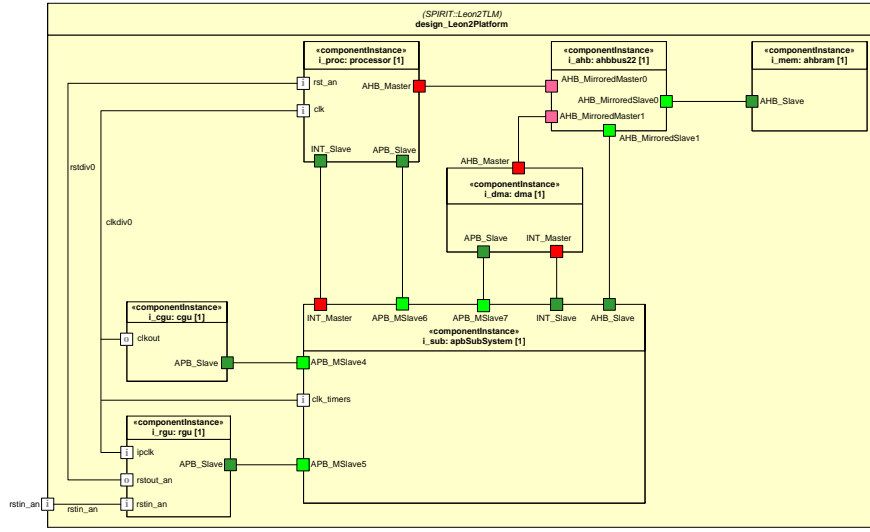 (SPIRIT::Leon2TLM)
design_Leon2Platform
«componentInstance»
i_proc: processor [1]
«componentInstance»
i_ahb: ahbbus22 [1]
«componentInstance»
i_mem: ahbram [1]
i
rst_an
AHB_Master
AHB_MirroredMaster0
i
clk
AHB_MirroredSlave0
AHB_Slave
AHB_MirroredMaster1
AHB_MirroredSlave1
INT_Slave
APB_Slave
AHB_Master
rstdiv0
«componentInstance»
i_dma: dma [1]
clkdiv0
APB_Slave
INT_Master
«componentInstance»
i_cgu: cgu [1]
INT_Master
APB_MSlave6
APB_MSlave7
INT_Slave
AHB_Slave
«componentInstance»
i_sub: apbSubSystem [1]
o
clkout
APB_Slave
APB_MSlave4
i
clk_timers
«componentInstance»
i_rgu: rgu [1]
i
ipclk
APB_Slave
APB_MSlave5
o
rstout_an
rstin_an
i
rstin_an
i
rstin_an